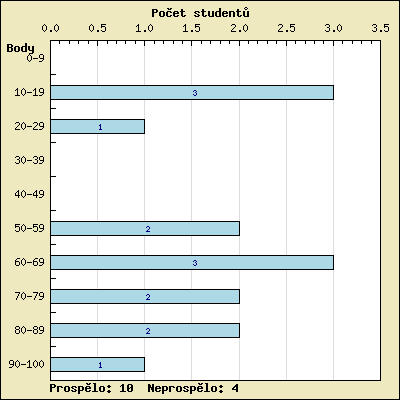 Počet studentů
0.0 0.5 1.0 1.5 2.0 2.5 3.0 3.5
Body
0-9
10-19 3
20-29 1
30-39
40-49
50-59 2
60-69 3
70-79 2
80-89 2
90-100 1
Prospělo: 10 Neprospělo: 4